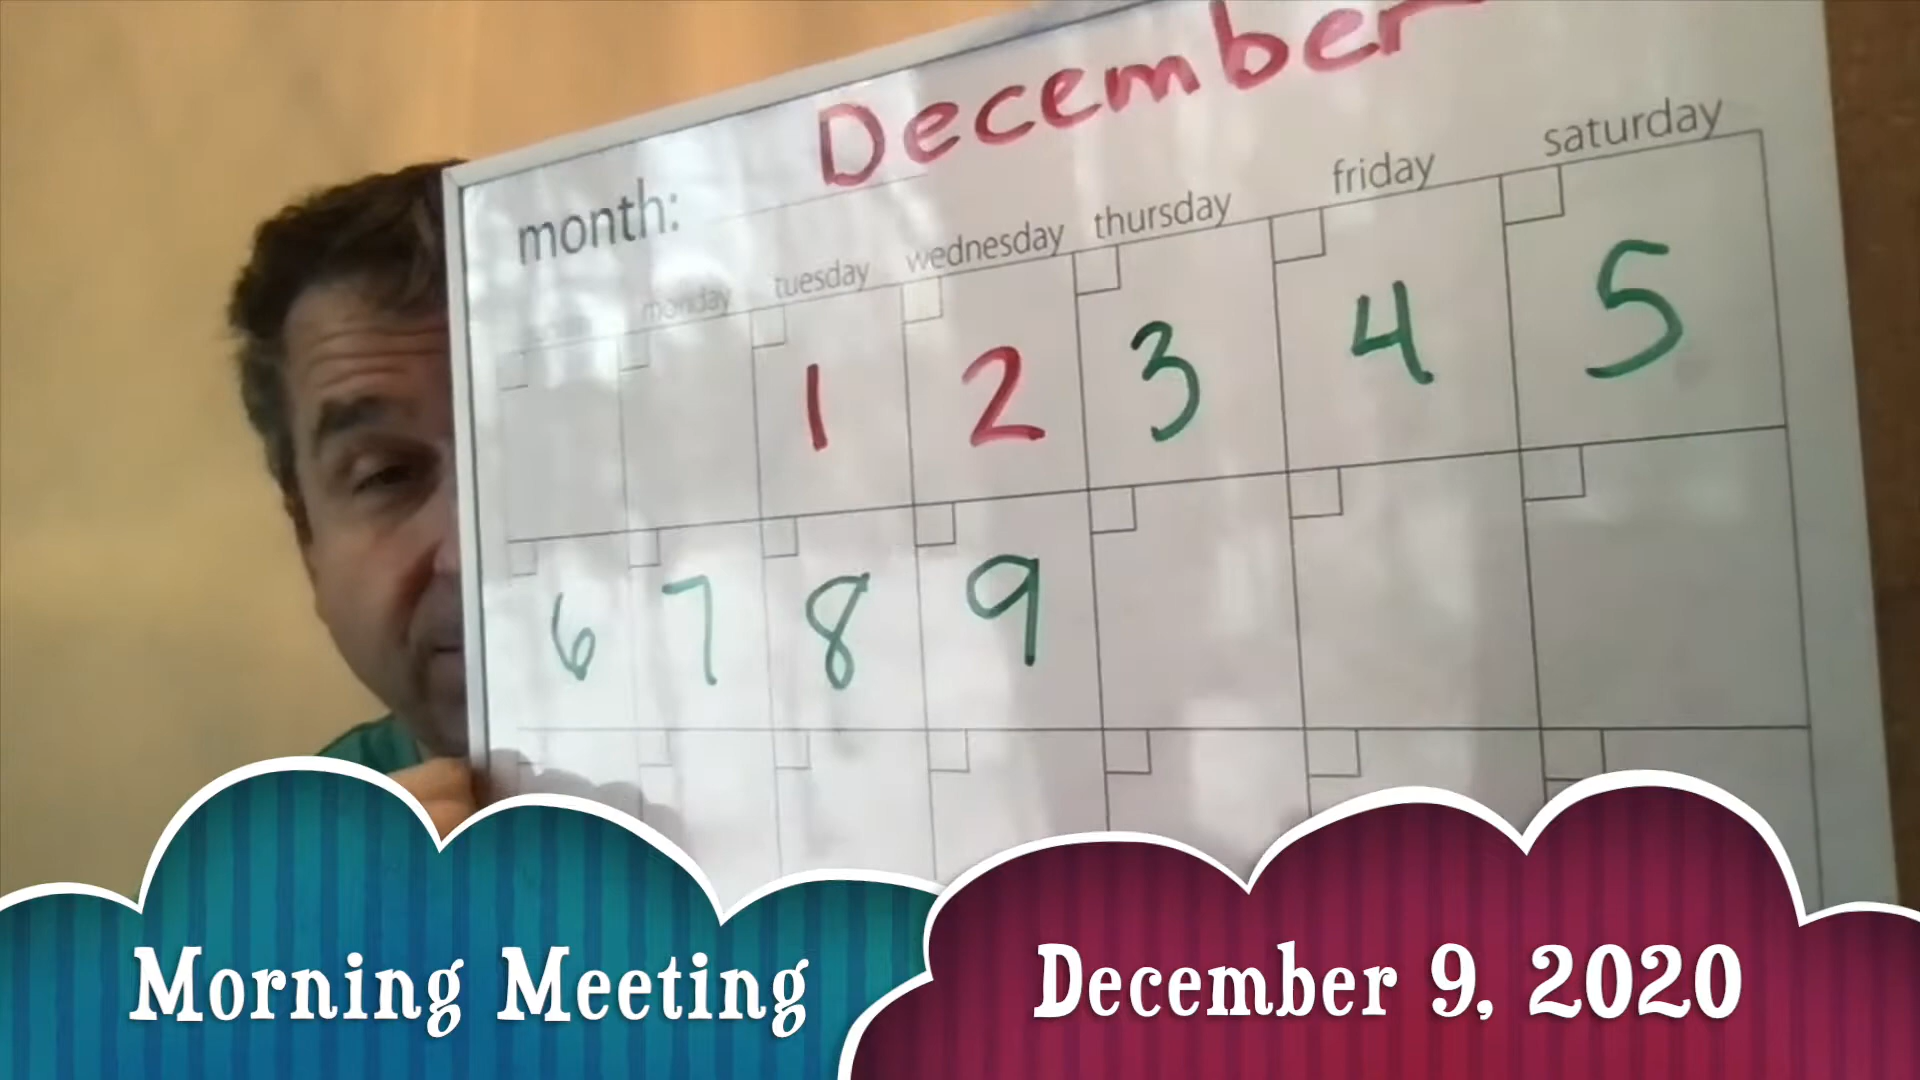 December
month:
monday tuesday wednesday thursday friday saturday
1 2 3 4 5
6 7 8 9
Morning Meeting
December 9, 2020